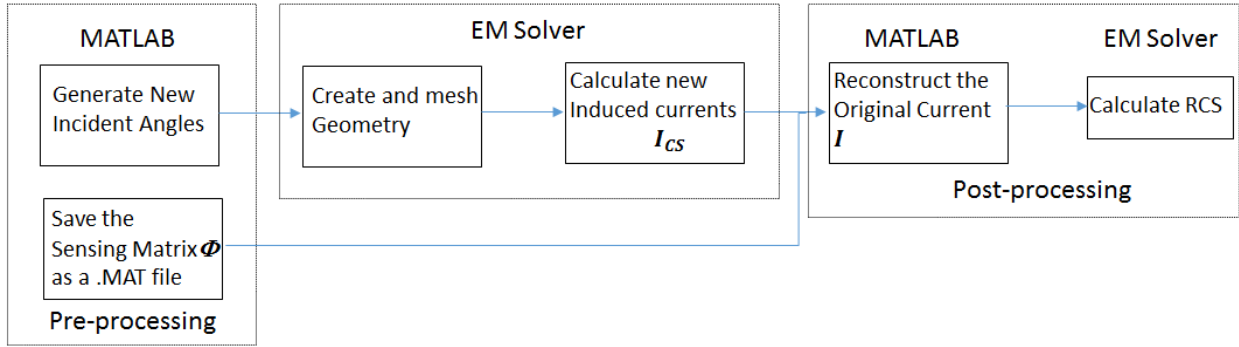 MATLAB
Generate New
Incident Angles
Save the
Sensing Matrix Φ
as a .MAT file
Pre-processing
EM Solver
Create and mesh
Geometry
Calculate new
Induced currents
I_CS
MATLAB
Reconstruct the
Original Current
I
EM Solver
Calculate RCS
Post-processing